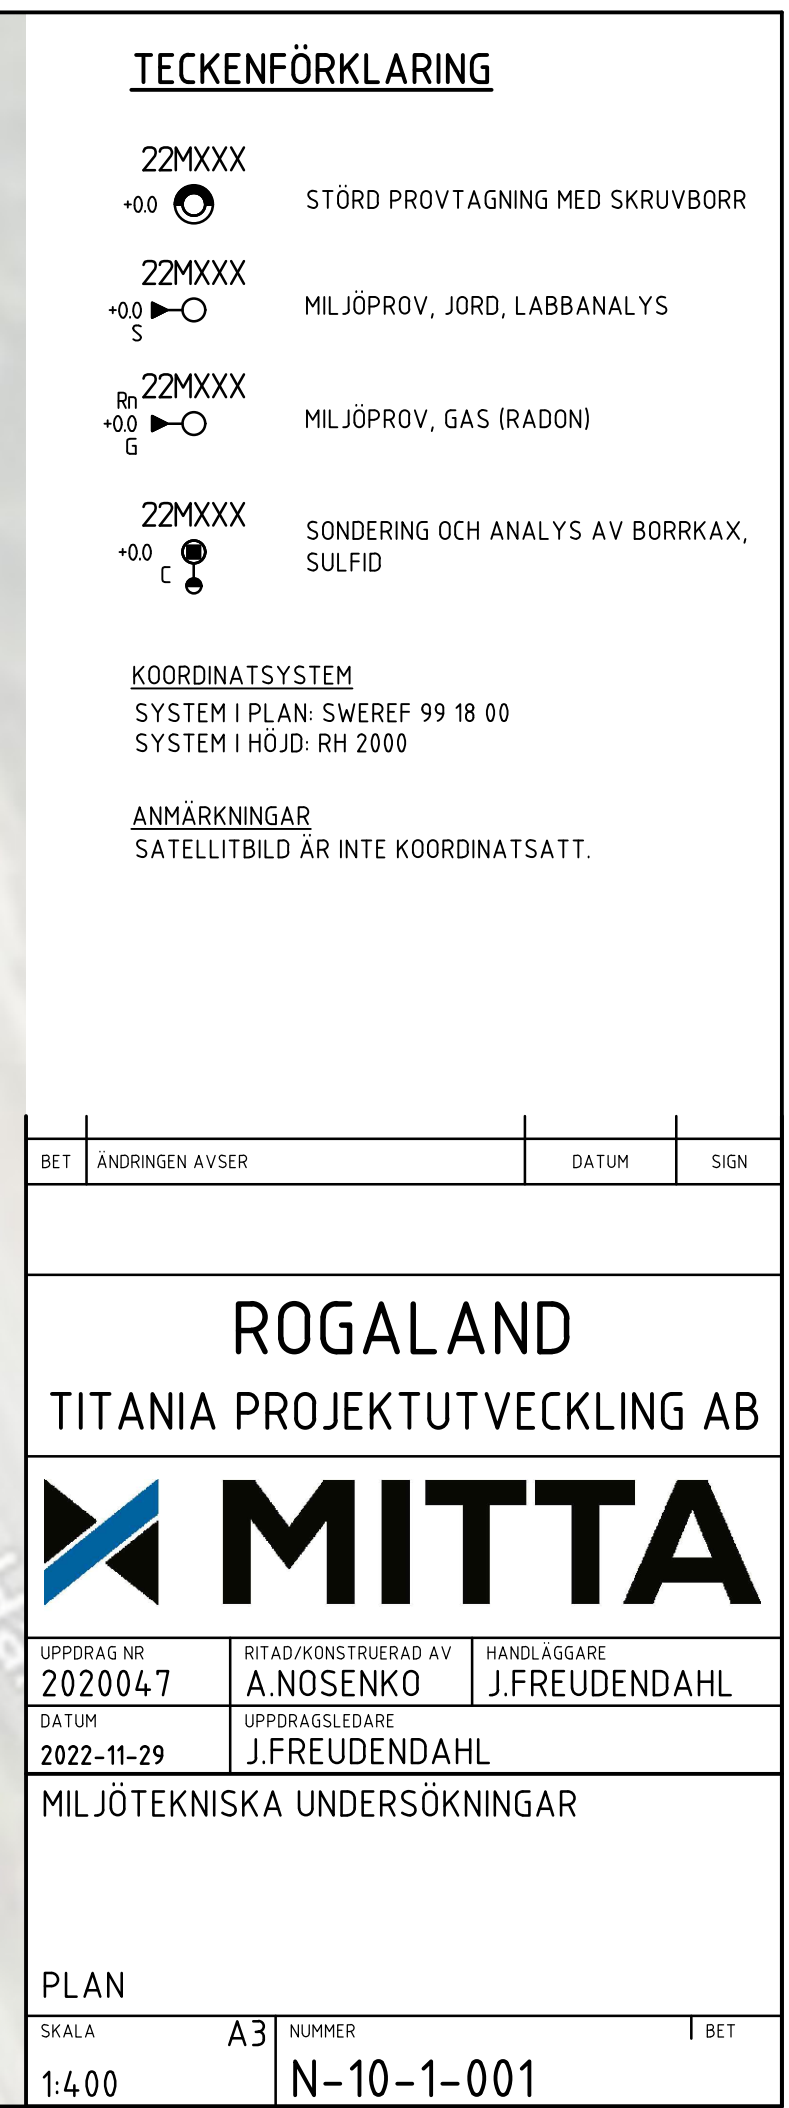 TECKENFÖRKLARING
22MXXX
+0.0
STÖRD PROVTAGNING MED SKRUVBORR
22MXXX
+0.0
S
MILJÖPROV, JORD, LABBANALYS
Rn 22MXXX
+0.0
G
MILJÖPROV, GAS (RADON)
22MXXX
+0.0
C
SONDERING OCH ANALYS AV BORRKAX,
SULFID
KOORDINATSYSTEM
SYSTEM I PLAN: SWEREF 99 18 00
SYSTEM I HÖJD: RH 2000
ANMÄRKNINGAR
SATELLITBILD ÄR INTE KOORDINATSATT.
BET ÄNDRINGEN AVSER DATUM SIGN
ROGALAND
TITANIA PROJEKTUTVECKLING AB
MITTA
UPPDRAG NR RITAD/KONSTRUERAD AV HANDLÄGGARE
2020047 A.NOSENKO J.FREUDENDAHL
DATUM UPPDRAGSLEDARE
2022-11-29 J.FREUDENDAHL
MILJÖTEKNISKA UNDERSÖKNINGAR
PLAN
SKALA A3 NUMMER BET
1:400 N-10-1-001